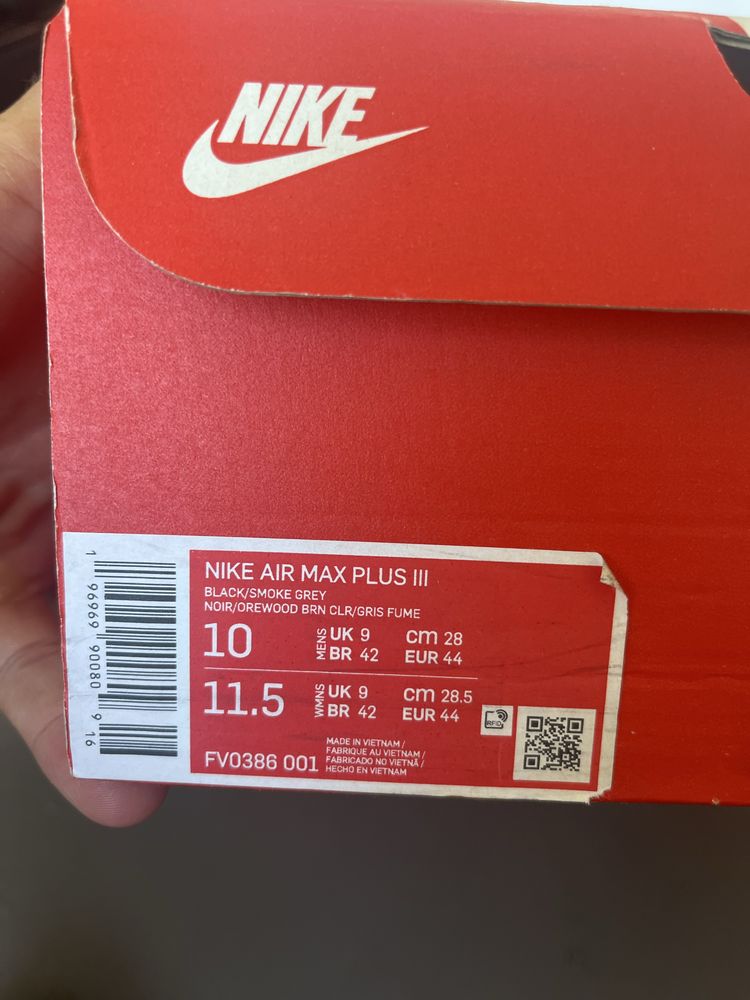 NIKE
NIKE AIR MAX PLUS III
BLACK/SMOKE GREY
NOIR/OREWOOD BRN CLR/GRIS FUME
10 MENS UK 9 cm 28
BR 42 EUR 44
11.5 WMNS UK 9 cm 28.5
BR 42 EUR 44
FV0386 001
MADE IN VIETNAM /
FABRIQUE AU VIETNAM /
FABRICADO NO VIETNÃ /
HECHO EN VIETNAM
RFID
1 96969 90080 9 16